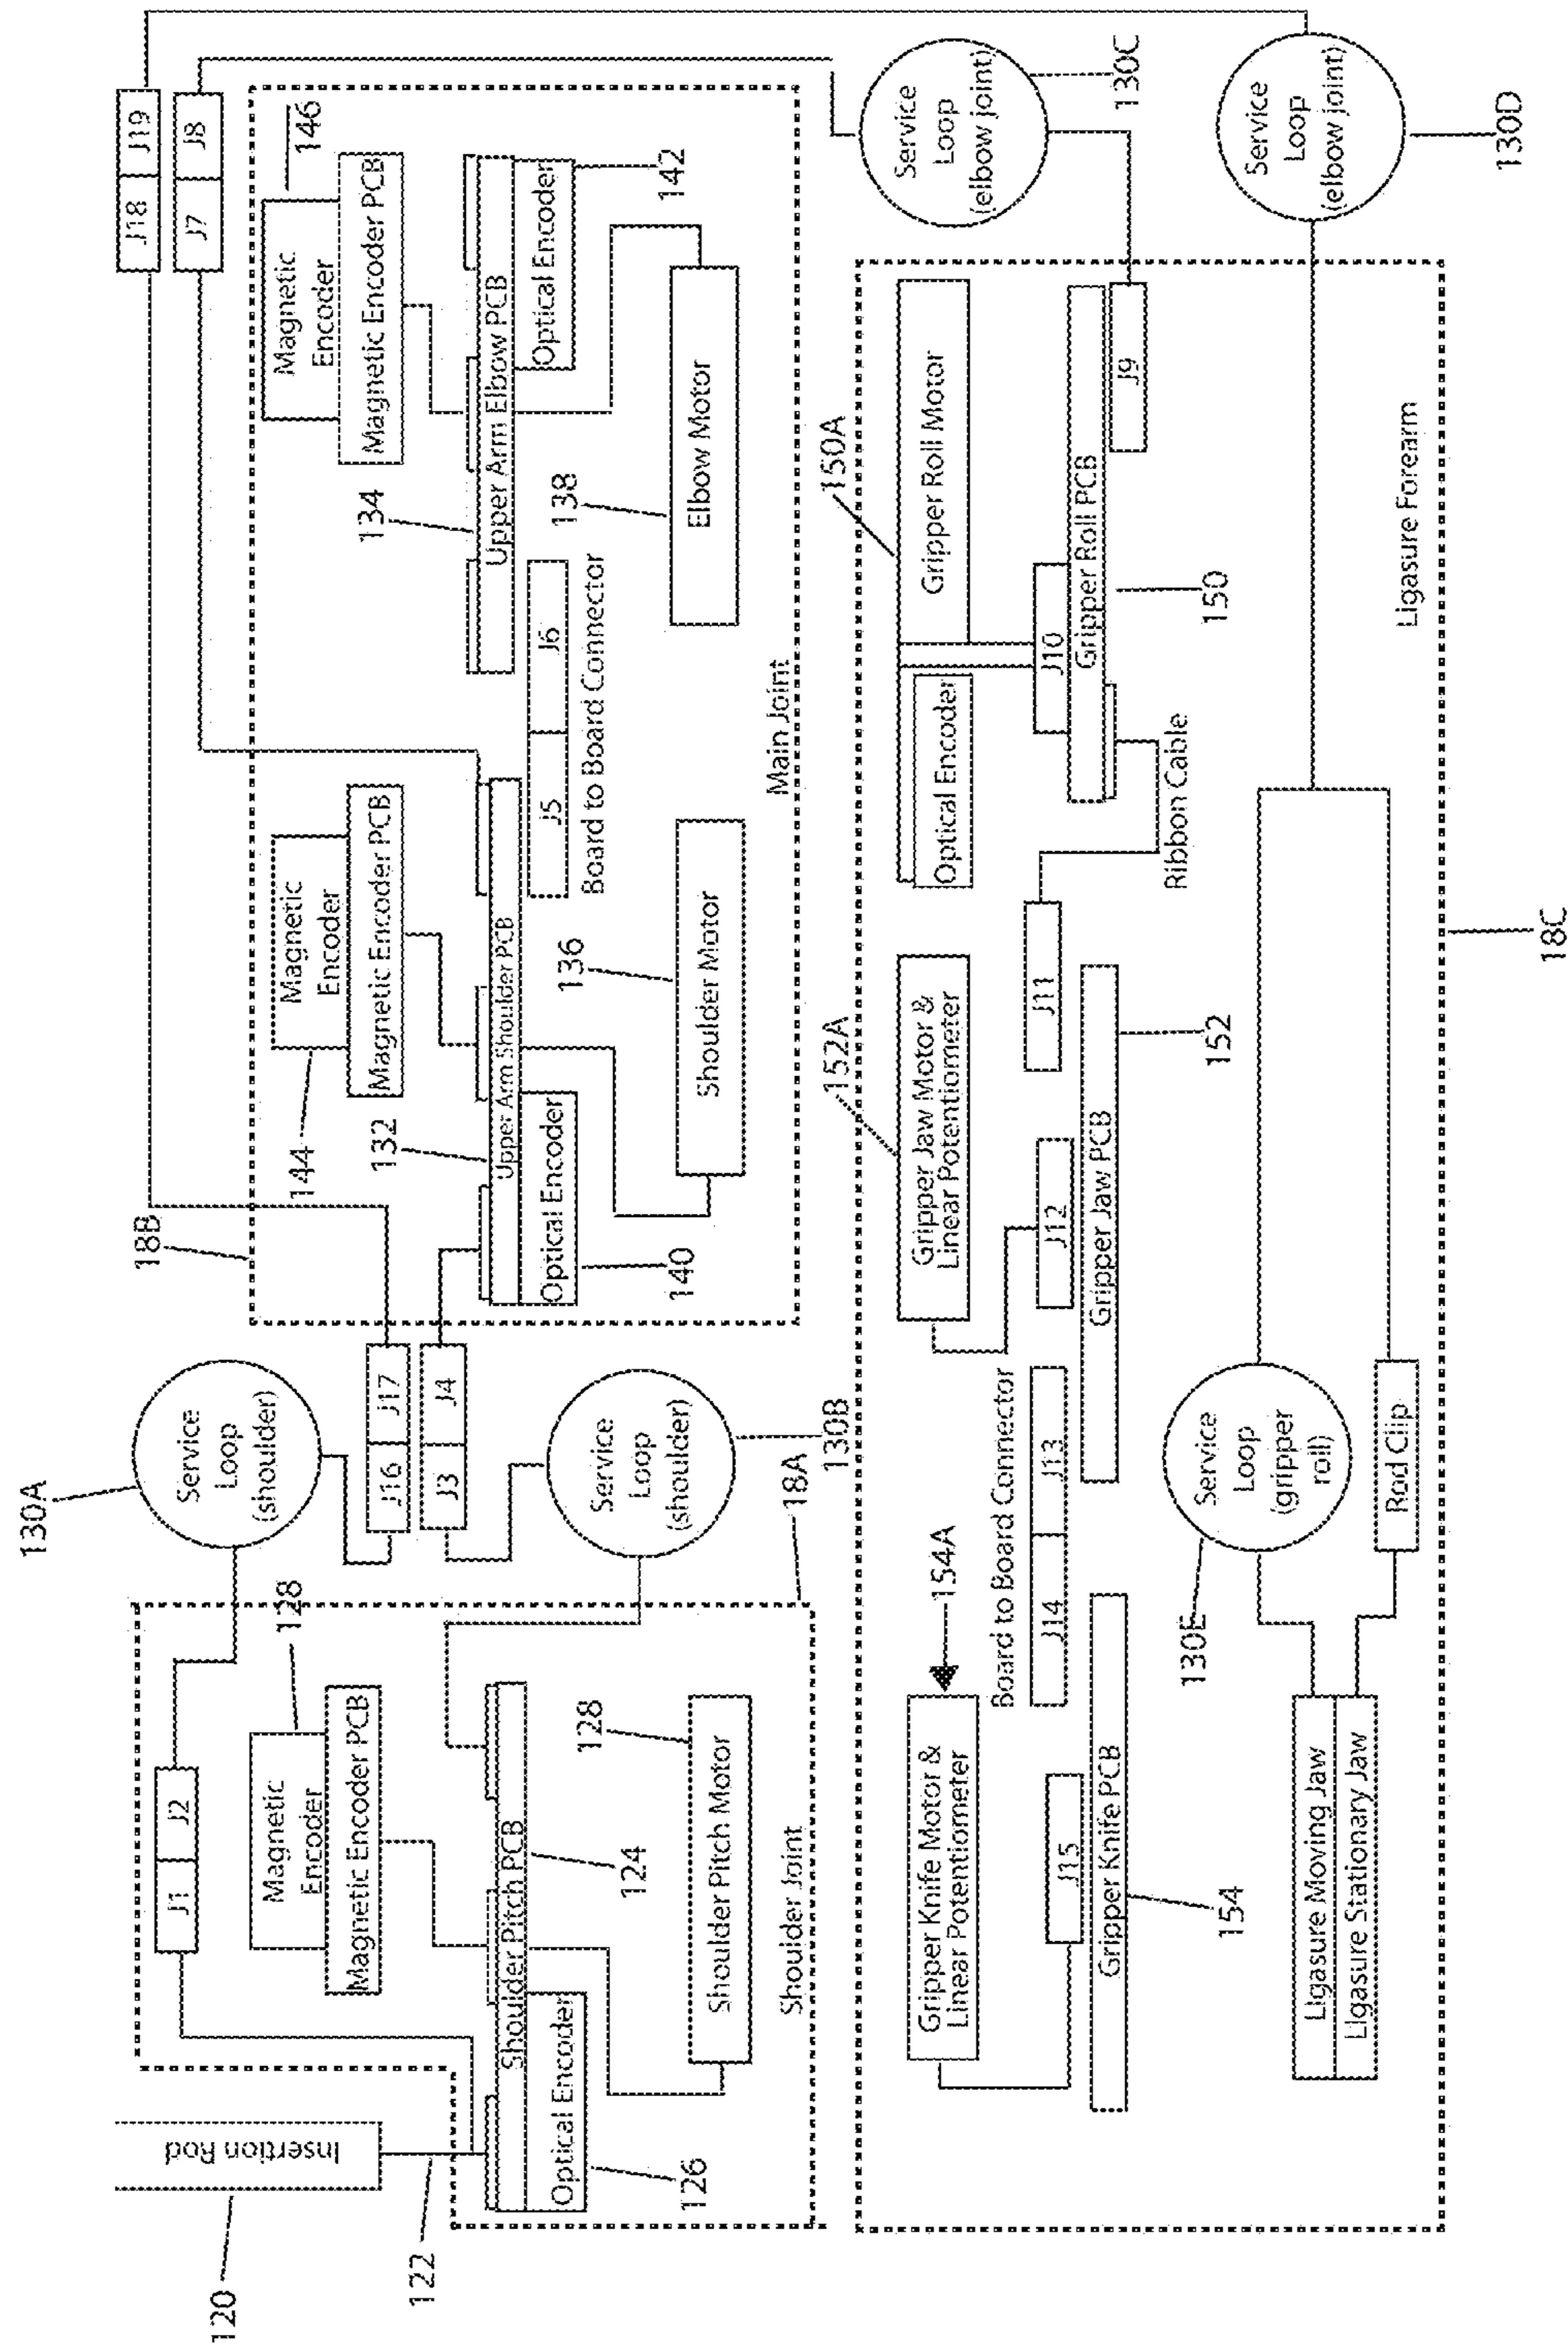 120
Insertion Rod
122
J1
J2
Magnetic
Encoder
128
Magnetic Encoder PCB
Shoulder Pitch PCB
124
Optical Encoder
126
128
Shoulder Pitch Motor
Shoulder Joint
18A
130A
Service
Loop
(shoulder)
J16
J17
J3
J4
Service
Loop
(shoulder)
130B
18B
144
Magnetic
Encoder
Magnetic Encoder PCB
132
Upper Arm Shoulder PCB
Optical Encoder
140
136
Shoulder Motor
J5
J6
Board to Board Connector
Main Joint
146
Magnetic
Encoder
Magnetic Encoder PCB
134
Upper Arm Elbow PCB
Optical Encoder
142
138
Elbow Motor
J18
J19
J7
J8
Service
Loop
(elbow joint)
130C
Service
Loop
(elbow joint)
130D
Gripper Knife Motor &
Linear Potentiometer
154A
J15
Gripper Knife PCB
154
Board to Board Connector
J14
J13
152A
Gripper Jaw Motor &
Linear Potentiometer
J12
J11
Gripper Jaw PCB
152
Optical Encoder
150A
Gripper Roll Motor
J10
Gripper Roll PCB
150
J9
Ribbon Cable
130E
Service
Loop
(gripper
roll)
Rod Clip
Ligasure Moving Jaw
Ligasure Stationary Jaw
Ligasure Forearm
18C